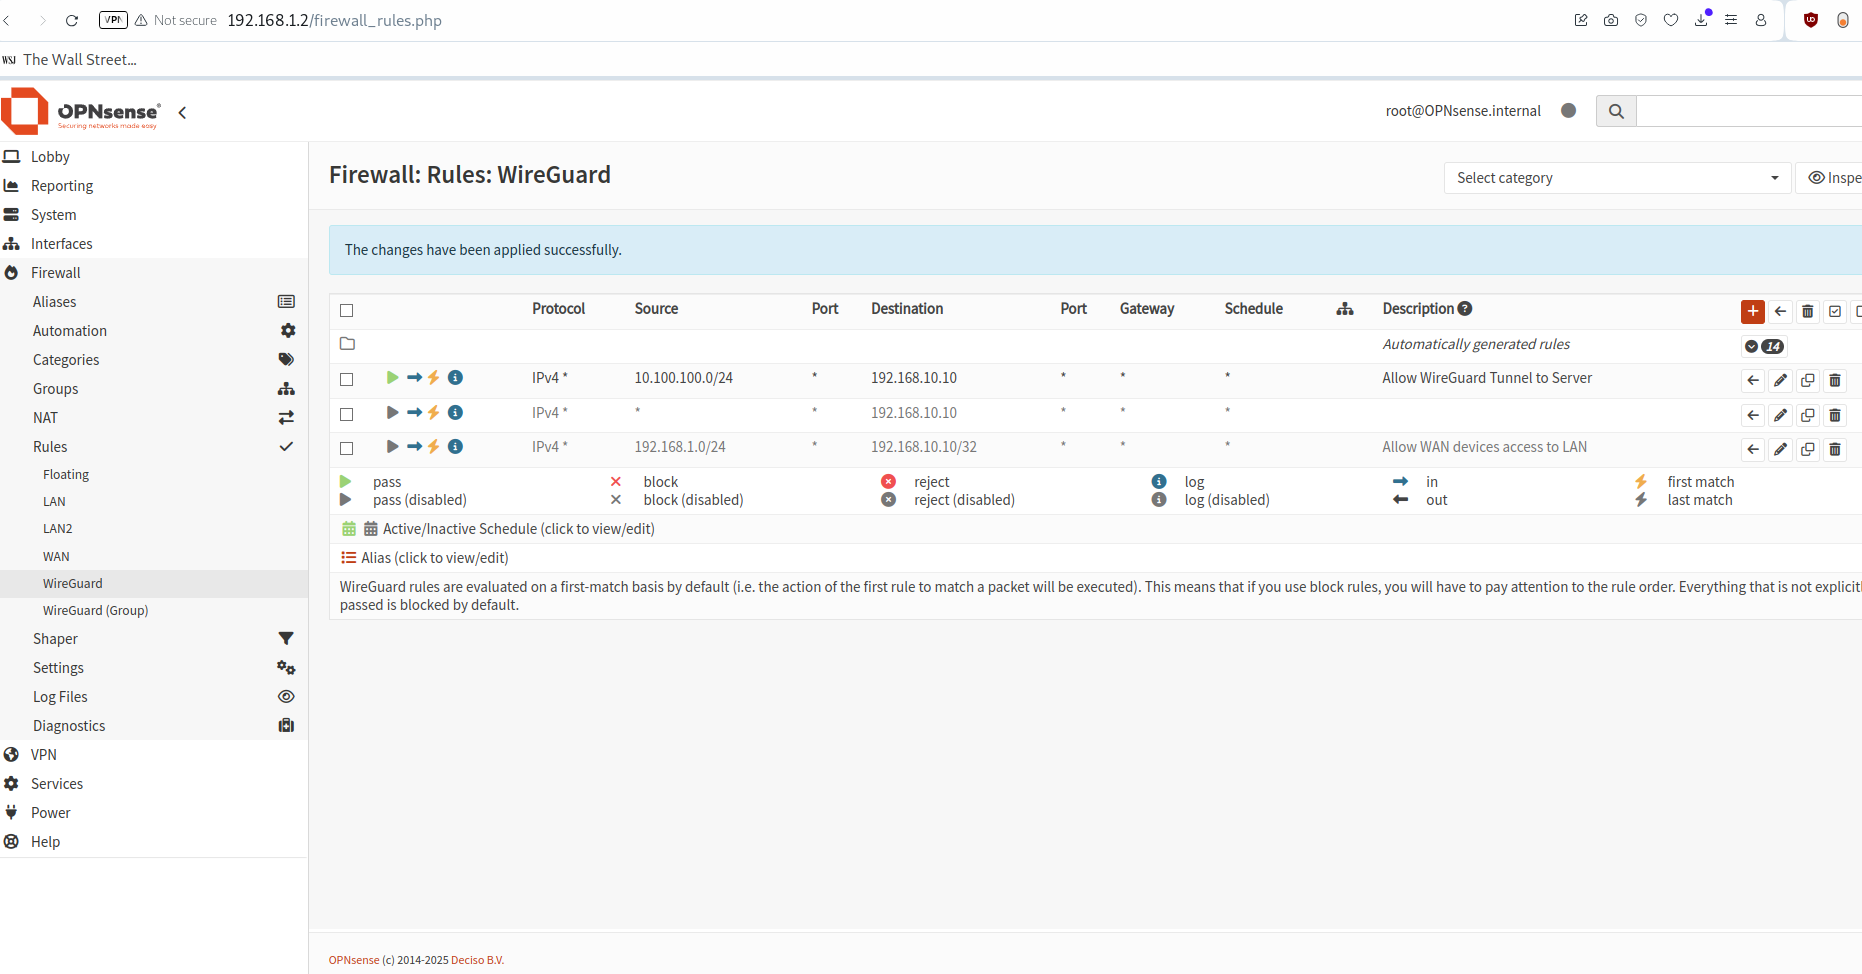 VPN Not secure 192.168.1.2/firewall_rules.php
WSJ The Wall Street...
OPNsense®
Securing networks made easy
root@OPNsense.internal
Lobby
Reporting
System
Interfaces
Firewall
Aliases
Automation
Categories
Groups
NAT
Rules
Floating
LAN
LAN2
WAN
WireGuard
WireGuard (Group)
Shaper
Settings
Log Files
Diagnostics
VPN
Services
Power
Help
Firewall: Rules: WireGuard
Select category
Inspe
The changes have been applied successfully.
Protocol Source Port Destination Port Gateway Schedule Description
Automatically generated rules 14
IPv4 * 10.100.100.0/24 * 192.168.10.10 * * * Allow WireGuard Tunnel to Server
IPv4 * * * 192.168.10.10 * * *
IPv4 * 192.168.1.0/24 * 192.168.10.10/32 * * * Allow WAN devices access to LAN
pass block reject log in first match
pass (disabled) block (disabled) reject (disabled) log (disabled) out last match
Active/Inactive Schedule (click to view/edit)
Alias (click to view/edit)
WireGuard rules are evaluated on a first-match basis by default (i.e. the action of the first rule to match a packet will be executed). This means that if you use block rules, you will have to pay attention to the rule order. Everything that is not explicitl
passed is blocked by default.
OPNsense (c) 2014-2025 Deciso B.V.